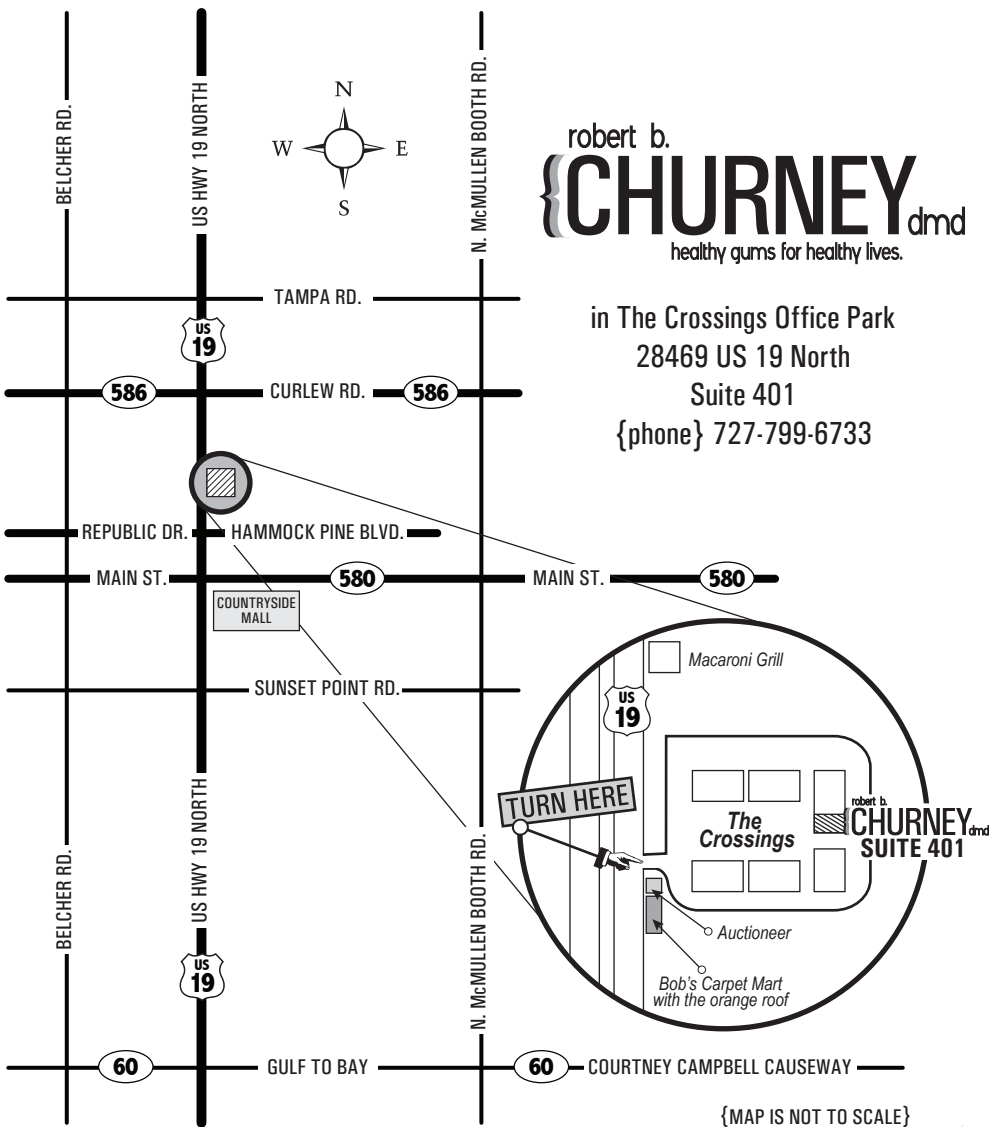 BELCHER RD.
US HWY 19 NORTH
N. McMULLEN BOOTH RD.
N
W
E
S
robert b.
{CHURNEY dmd
healthy gums for healthy lives.
in The Crossings Office Park
28469 US 19 North
Suite 401
{phone} 727-799-6733
TAMPA RD.
US
19
586
CURLEW RD.
586
REPUBLIC DR.
HAMMOCK PINE BLVD.
MAIN ST.
580
MAIN ST.
580
COUNTRYSIDE
MALL
SUNSET POINT RD.
Macaroni Grill
US
19
TURN HERE
The
Crossings
robert b.
{CHURNEY dmd
SUITE 401
Auctioneer
Bob's Carpet Mart
with the orange roof
BELCHER RD.
US HWY 19 NORTH
N. McMULLEN BOOTH RD.
US
19
60
GULF TO BAY
60
COURTNEY CAMPBELL CAUSEWAY
{MAP IS NOT TO SCALE}